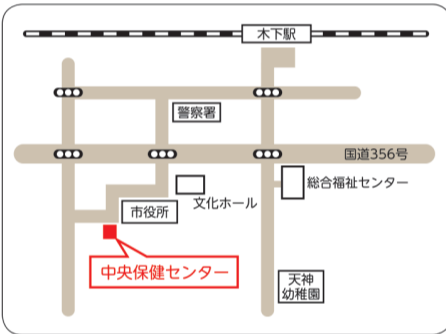 木下駅
警察署
国道356号
総合福祉センター
文化ホール
市役所
中央保健センター
天神
幼稚園